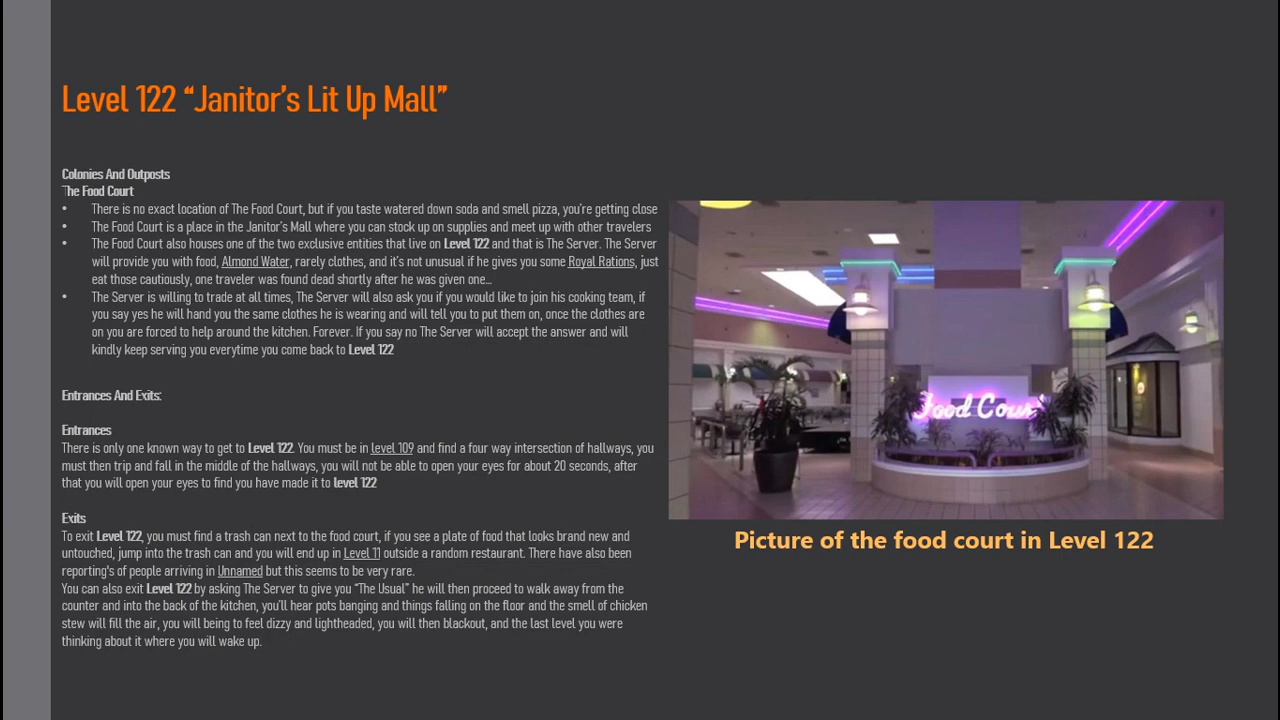 Level 122 “Janitor’s Lit Up Mall”
Colonies And Outposts
The Food Court
• There is no exact location of The Food Court, but if you taste watered down soda and smell pizza, you're getting close
• The Food Court is a place in the Janitor's Mall where you can stock up on supplies and meet up with other travelers
• The Food Court also houses one of the two exclusive entities that live on Level 122 and that is The Server. The Server
will provide you with food, Almond Water, rarely clothes, and it's not unusual if he gives you some Royal Rations, just
eat those cautiously, one traveler was found dead shortly after he was given one...
• The Server is willing to trade at all times, The Server will also ask you if you would like to join his cooking team, if
you say yes he will hand you the same clothes he is wearing and will tell you to put them on, once the clothes are
on you are forced to help around the kitchen. Forever. If you say no The Server will accept the answer and will
kindly keep serving you everytime you come back to Level 122
Entrances And Exits:
Entrances
There is only one known way to get to Level 122. You must be in Level 109 and find a four way intersection of hallways, you
must then trip and fall in the middle of the hallways, you will not be able to open your eyes for about 20 seconds, after
that you will open your eyes to find you have made it to level 122
Exits
To exit Level 122, you must find a trash can next to the food court, if you see a plate of food that looks brand new and
untouched, jump into the trash can and you will end up in Level 11 outside a random restaurant. There have also been
reporting's of people arriving in Unnamed but this seems to be very rare.
You can also exit Level 122 by asking The Server to give you “The Usual” he will then proceed to walk away from the
counter and into the back of the kitchen, you'll hear pots banging and things falling on the floor and the smell of chicken
stew will fill the air, you will being to feel dizzy and lightheaded, you will then blackout, and the last level you were
thinking about it where you will wake up.
Food Court
Picture of the food court in Level 122